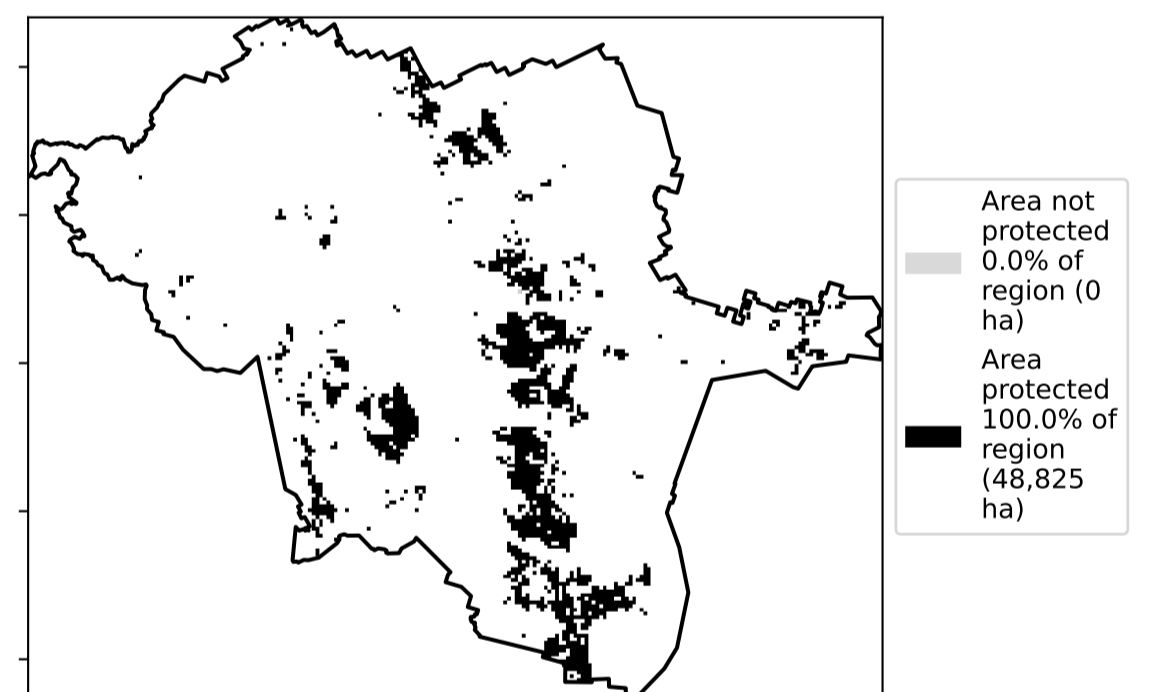 Area not
protected
0.0% of
region (0
ha)
Area
protected
100.0% of
region
(48,825
ha)